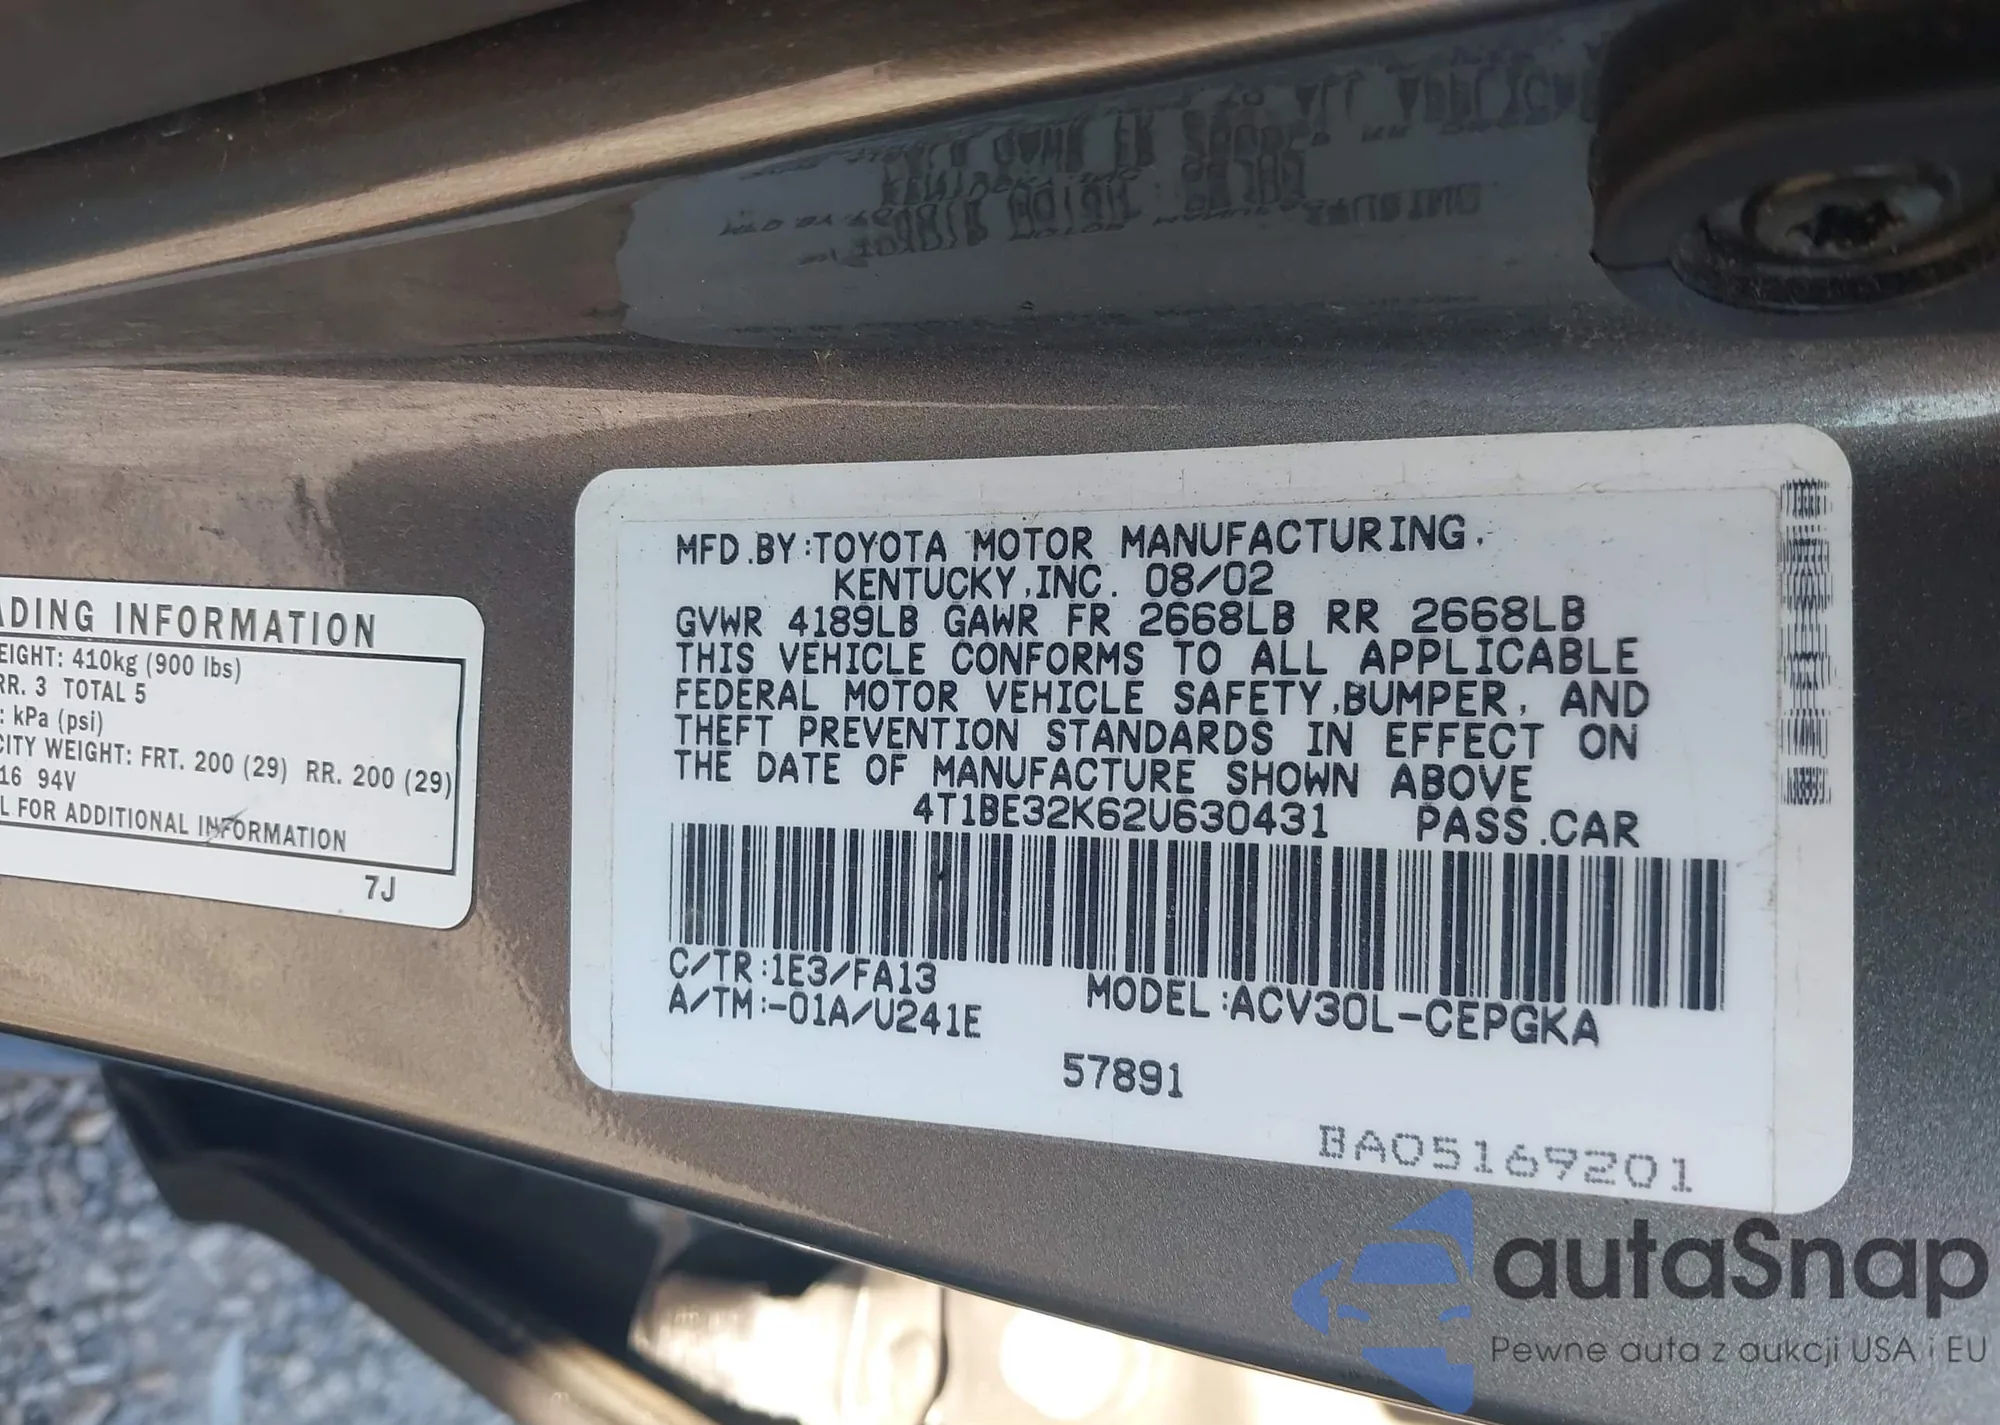 ADING INFORMATION
EIGHT: 410kg (900 lbs)
RR. 3 TOTAL 5
: kPa (psi)
CITY WEIGHT: FRT. 200 (29) RR. 200 (29)
16 94V
L FOR ADDITIONAL INFORMATION
7J
MFD.BY:TOYOTA MOTOR MANUFACTURING,
KENTUCKY,INC. 08/02
GVWR 4189LB GAWR FR 2668LB RR 2668LB
THIS VEHICLE CONFORMS TO ALL APPLICABLE
FEDERAL MOTOR VEHICLE SAFETY,BUMPER, AND
THEFT PREVENTION STANDARDS IN EFFECT ON
THE DATE OF MANUFACTURE SHOWN ABOVE
4T1BE32K62U630431 PASS.CAR
C/TR:1E3/FA13
A/TM:-01A/U241E
MODEL:ACV30L-CEPGKA
57891
BA05169201
autaSnap
Pewne auta z aukcji USA i EU